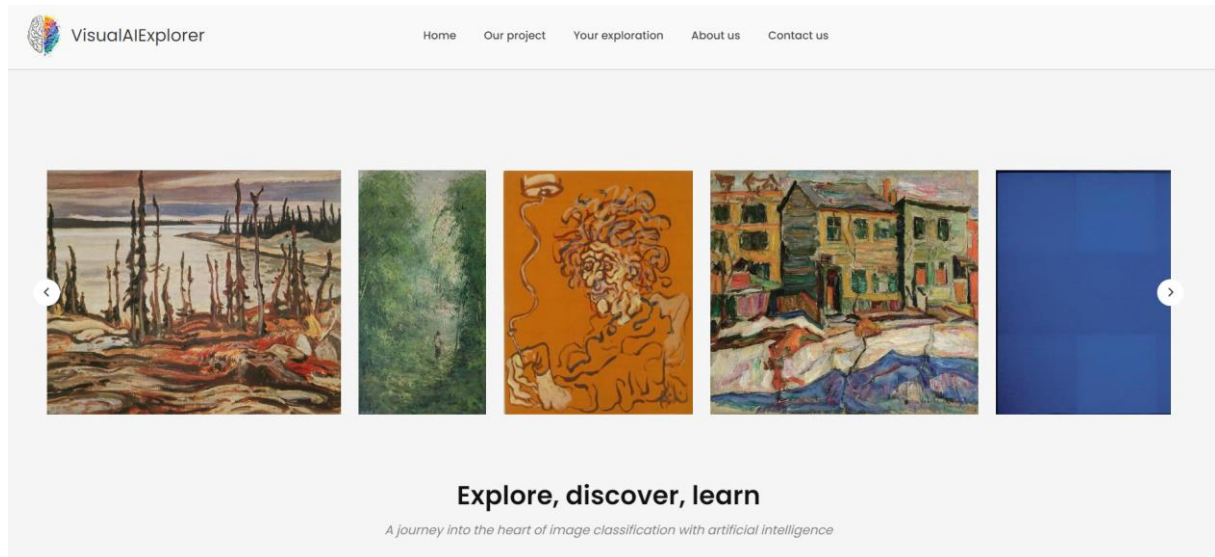 VisualAIExplorer
Home Our project Your exploration About us Contact us
Explore, discover, learn
A journey into the heart of image classification with artificial intelligence